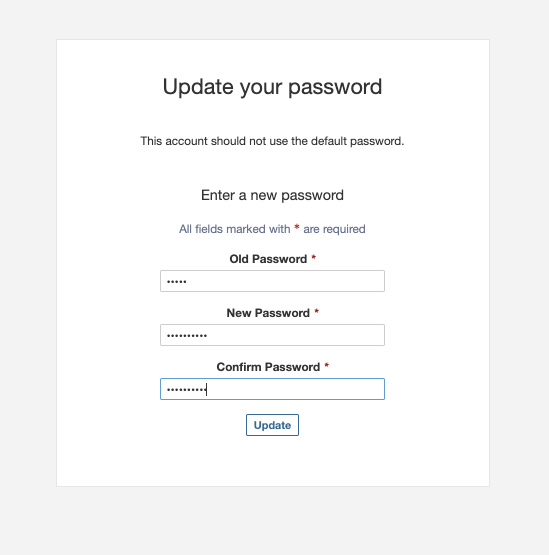 Update your password
This account should not use the default password.
Enter a new password
All fields marked with * are required
Old Password *
•••••
New Password *
••••••••••
Confirm Password *
••••••••••
Update